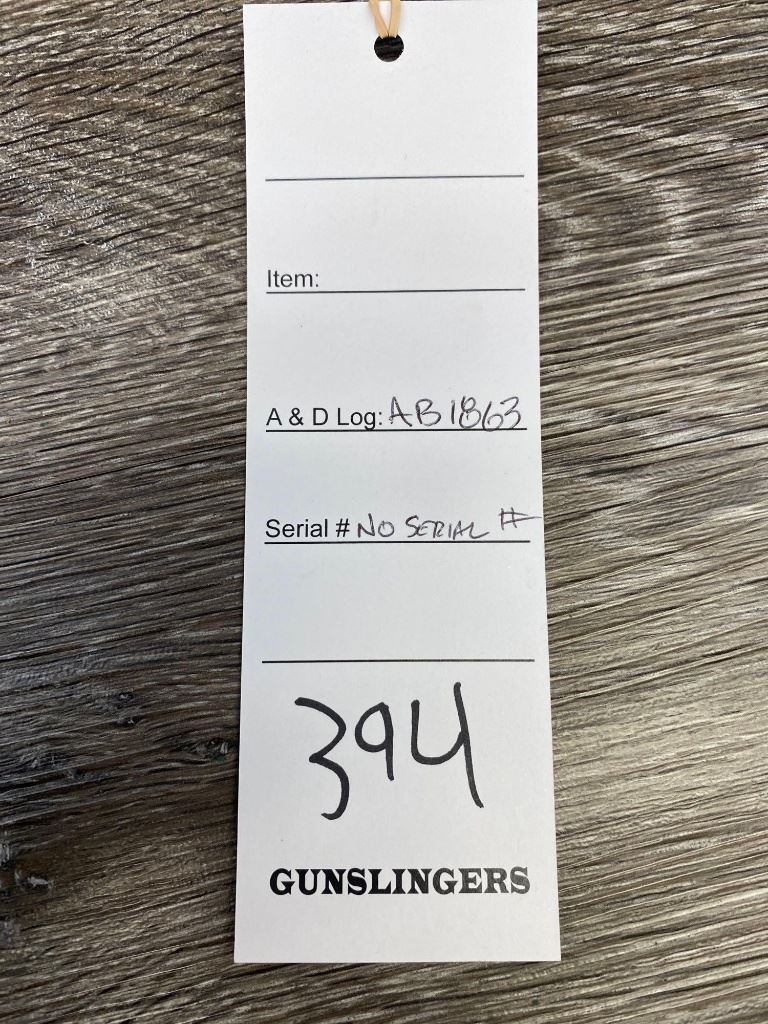 Item:
A & D Log: AB1863
Serial # NO SERIAL #
394
GUNSLINGERS